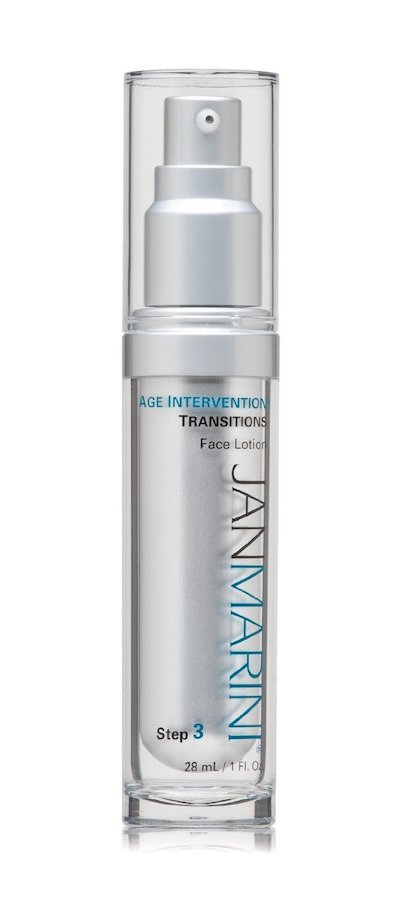 AGE INTERVENTION
TRANSITIONS
Face Lotion
JANMARINI®
Step 3
28 mL / 1 Fl. Oz